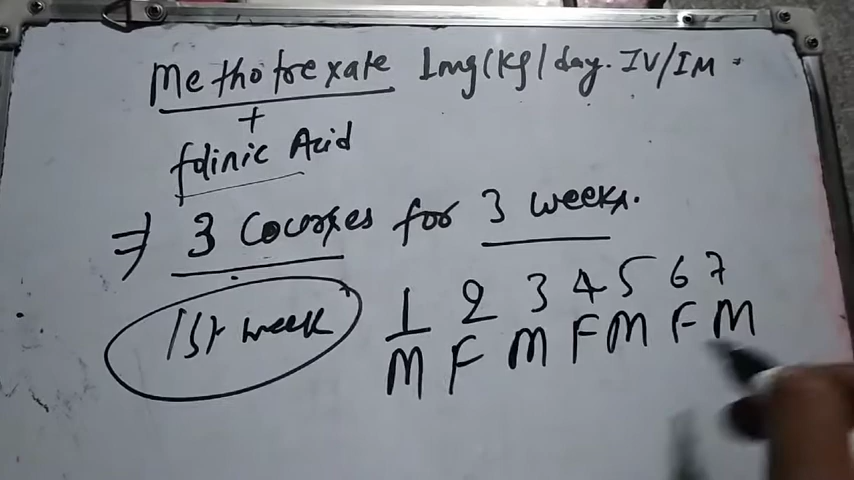 Methotrexate 1mg/kg/day. IV/IM.
+
folinic Acid
⇒ 3 Courses for 3 weeks.
1st week 1 2 3 4 5 6 7
M F M F M F M